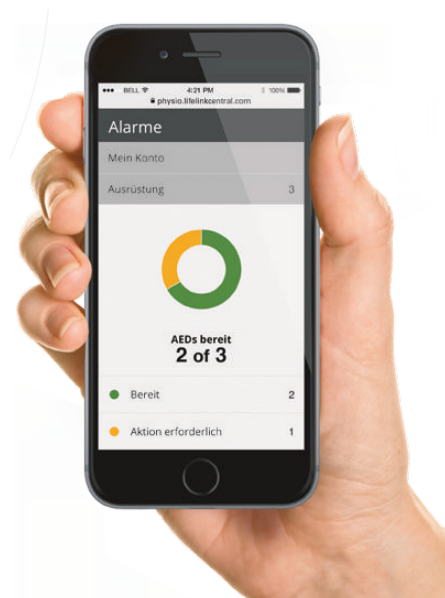 BELL 4:21 PM 100%
physio.lifelinkcentral.com
Alarme
Mein Konto
Ausrüstung 3
AEDs bereit
2 of 3
Bereit 2
Aktion erforderlich 1